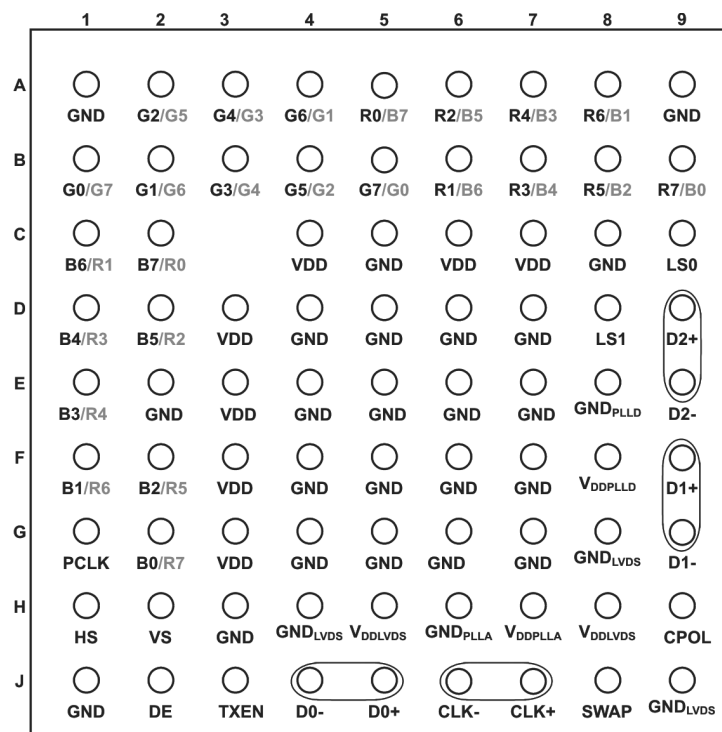 1 2 3 4 5 6 7 8 9
A
GND G2/G5 G4/G3 G6/G1 R0/B7 R2/B5 R4/B3 R6/B1 GND
B
G0/G7 G1/G6 G3/G4 G5/G2 G7/G0 R1/B6 R3/B4 R5/B2 R7/B0
C
B6/R1 B7/R0 VDD GND VDD VDD GND LS0
D
B4/R3 B5/R2 VDD GND GND GND GND LS1 D2+
E
B3/R4 GND VDD GND GND GND GND GNDPLLD D2-
F
B1/R6 B2/R5 VDD GND GND GND GND VDDPLLD D1+
G
PCLK B0/R7 VDD GND GND GND GND GNDLVDS D1-
H
HS VS GND GNDLVDS VDDLVDS GNDPLLA VDDPLLA VDDLVDS CPOL
J
GND DE TXEN D0- D0+ CLK- CLK+ SWAP GNDLVDS